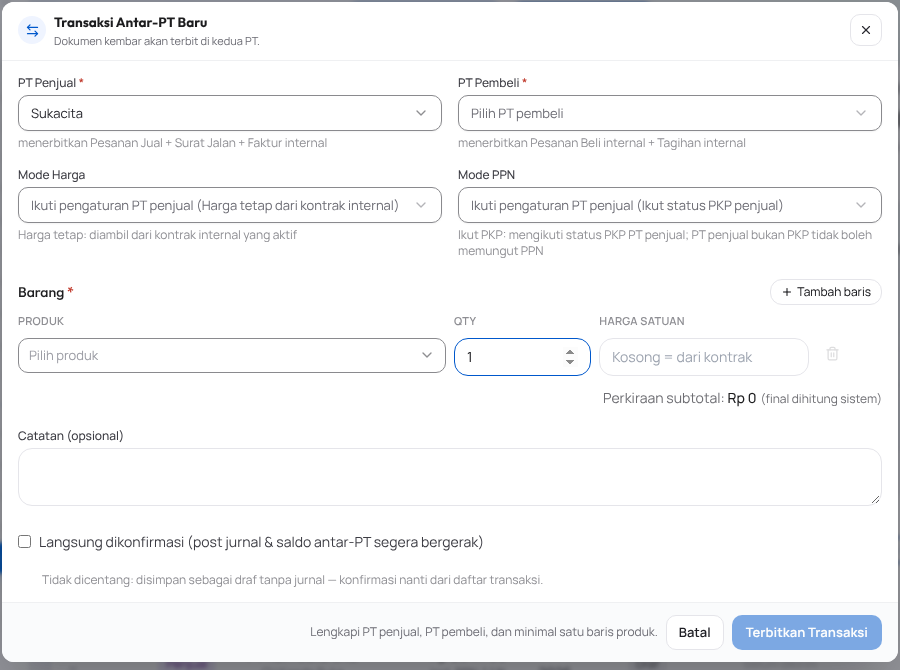 Transaksi Antar-PT Baru
Dokumen kembar akan terbit di kedua PT.
PT Penjual *
PT Pembeli *
Sukacita
Pilih PT pembeli
menerbitkan Pesanan Jual + Surat Jalan + Faktur internal
menerbitkan Pesanan Beli internal + Tagihan internal
Mode Harga
Mode PPN
Ikuti pengaturan PT penjual (Harga tetap dari kontrak internal)
Ikuti pengaturan PT penjual (Ikut status PKP penjual)
Harga tetap: diambil dari kontrak internal yang aktif
Ikut PKP: mengikuti status PKP PT penjual; PT penjual bukan PKP tidak boleh
memungut PPN
Barang *
+ Tambah baris
PRODUK
QTY
HARGA SATUAN
Pilih produk
1
Kosong = dari kontrak
Perkiraan subtotal: Rp 0 (final dihitung sistem)
Catatan (opsional)
Langsung dikonfirmasi (post jurnal & saldo antar-PT segera bergerak)
Tidak dicentang: disimpan sebagai draf tanpa jurnal — konfirmasi nanti dari daftar transaksi.
Lengkapi PT penjual, PT pembeli, dan minimal satu baris produk.
Batal
Terbitkan Transaksi